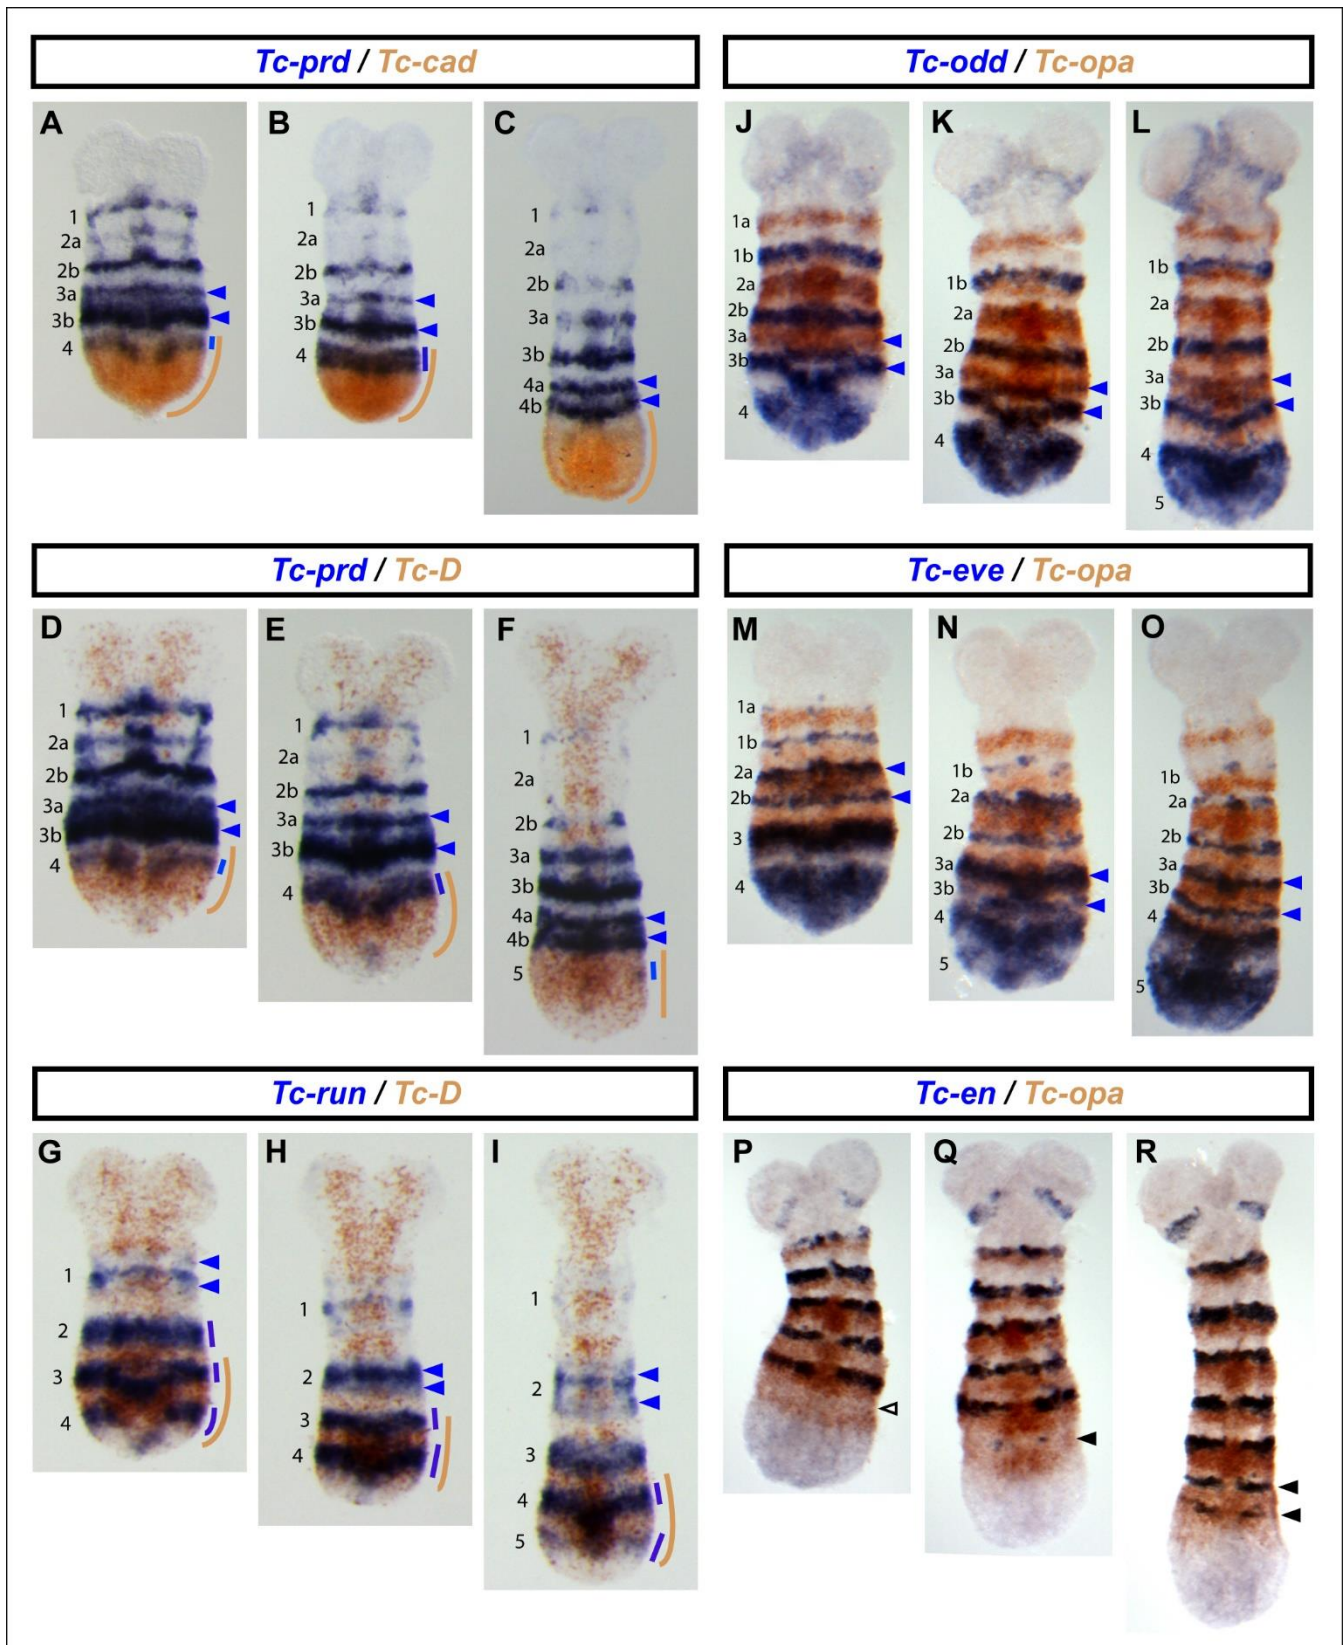 Tc-prd / Tc-cad
A
1
2a
2b
3a
3b
4
B
1
2a
2b
3a
3b
4
C
1
2a
2b
3a
3b
4a
4b
Tc-odd / Tc-opa
J
1a
1b
2a
2b
3a
3b
4
K
1b
2a
2b
3a
3b
4
L
1b
2a
2b
3a
3b
4
5
Tc-prd / Tc-D
D
1
2a
2b
3a
3b
4
E
1
2a
2b
3a
3b
4
F
1
2a
2b
3a
3b
4a
4b
5
Tc-eve / Tc-opa
M
1a
1b
2a
2b
3
4
N
1b
2a
2b
3a
3b
4
5
O
1b
2a
2b
3a
3b
4
5
Tc-run / Tc-D
G
1
2
3
4
H
1
2
3
4
I
1
2
3
4
5
Tc-en / Tc-opa
P
Q
R